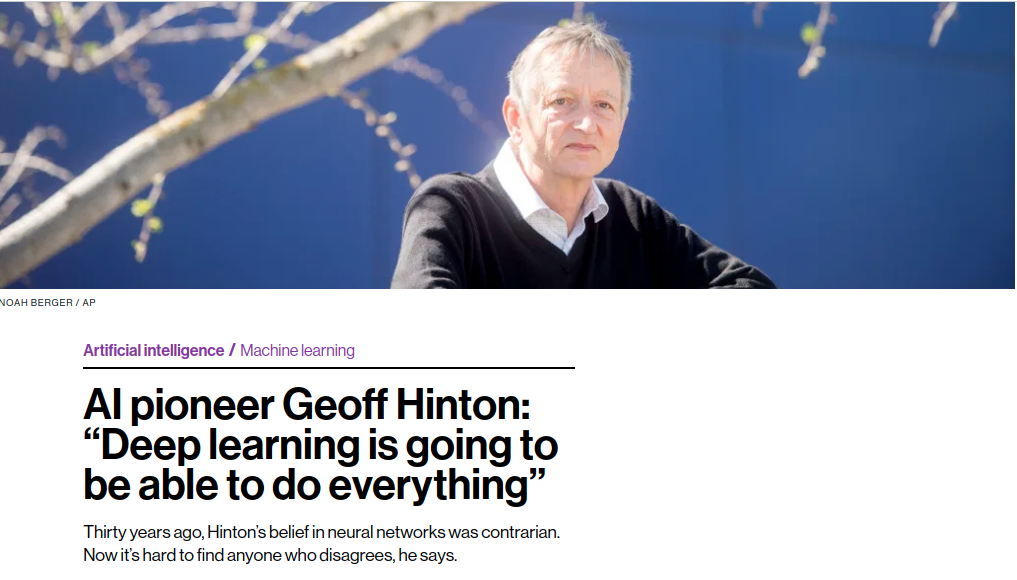 NOAH BERGER / AP
Artificial intelligence / Machine learning
AI pioneer Geoff Hinton:
“Deep learning is going to
be able to do everything”
Thirty years ago, Hinton’s belief in neural networks was contrarian.
Now it’s hard to find anyone who disagrees, he says.